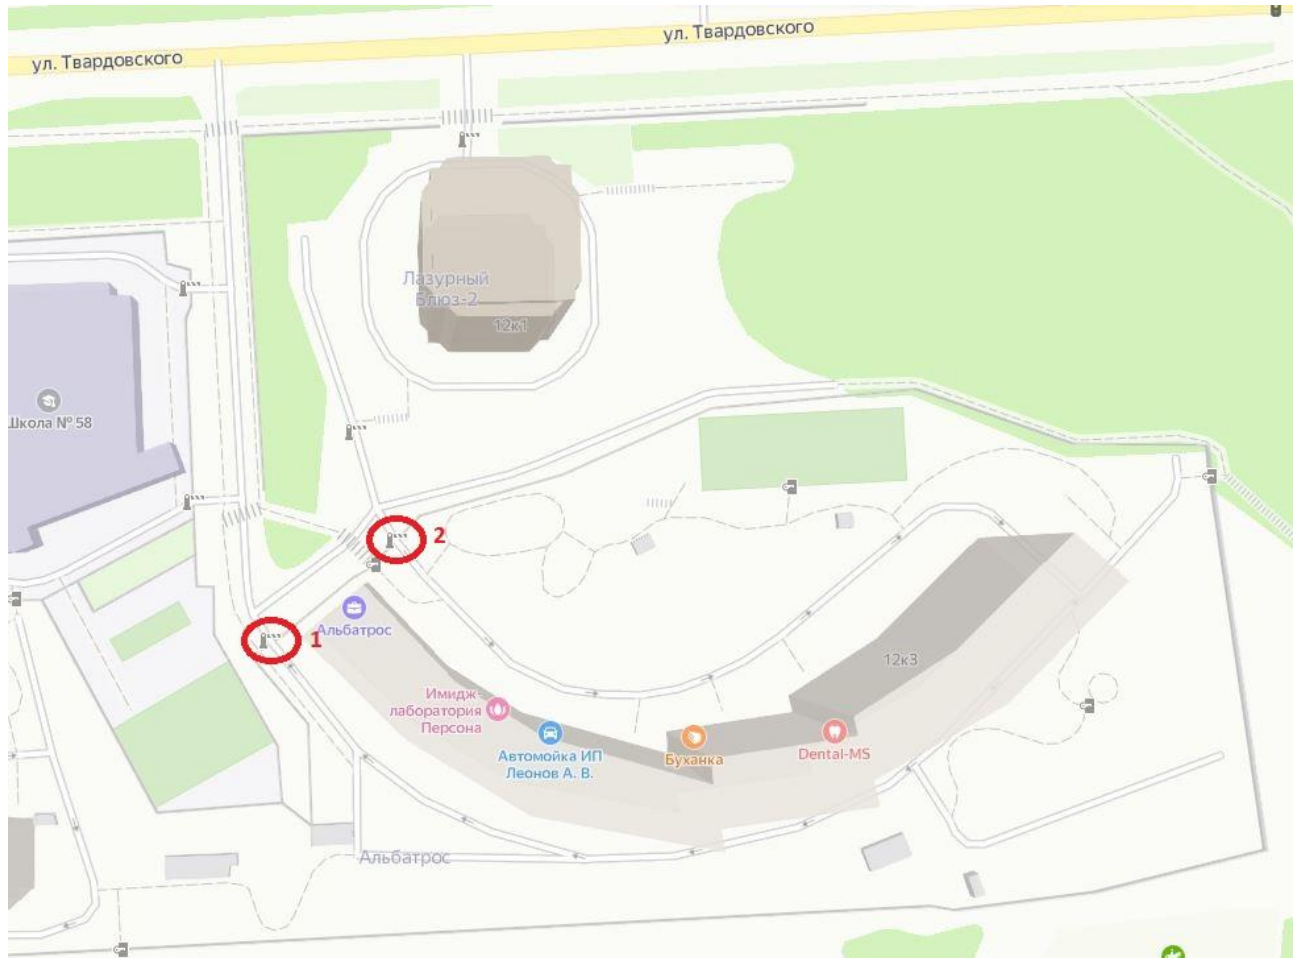 ул. Твардовского
ул. Твардовского
Лазурный
Блюз-2
12к1
Школа № 58
2
Альбатрос
1
12к3
Имидж-
лаборатория
Персона
Автомойка ИП
Леонов А. В.
Буханка
Dental-MS
Альбатрос